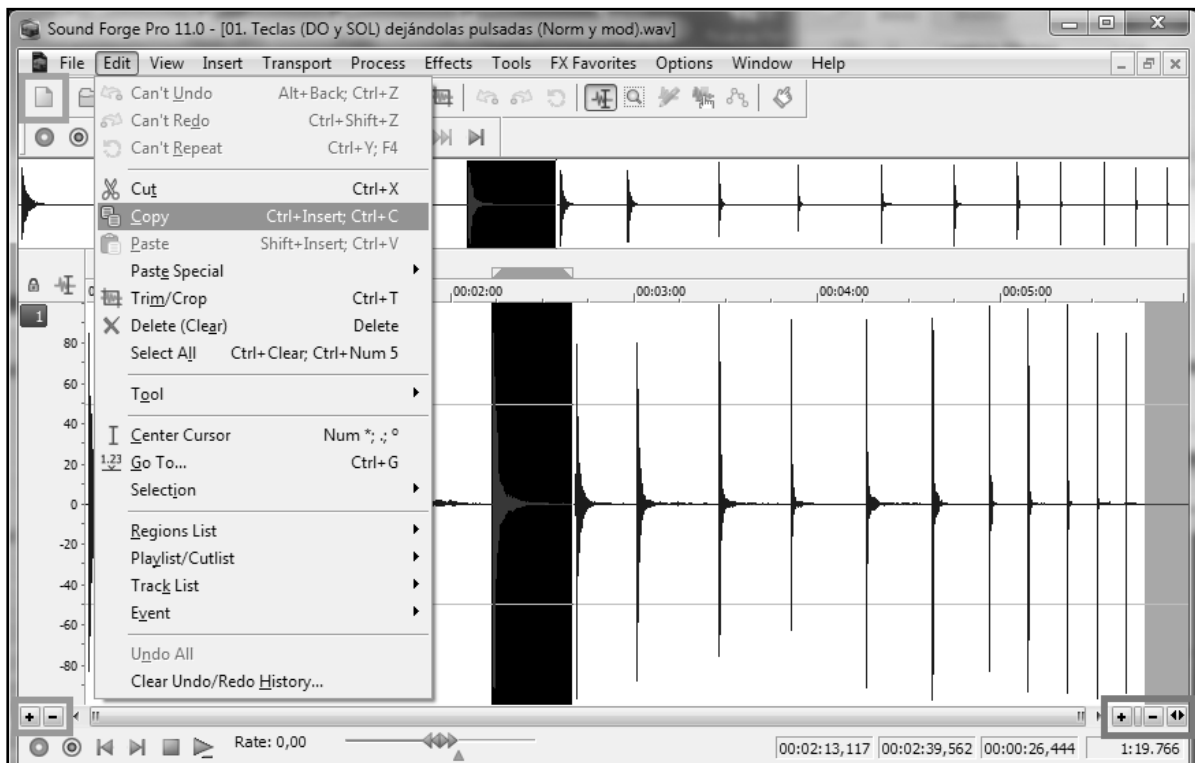 Sound Forge Pro 11.0 - [01. Teclas (DO y SOL) dejándolas pulsadas (Norm y mod).wav]
File Edit View Insert Transport Process Effects Tools FX Favorites Options Window Help
Can't Undo Alt+Back; Ctrl+Z
Can't Redo Ctrl+Shift+Z
Can't Repeat Ctrl+Y; F4
Cut Ctrl+X
Copy Ctrl+Insert; Ctrl+C
Paste Shift+Insert; Ctrl+V
Paste Special
Trim/Crop Ctrl+T
Delete (Clear) Delete
Select All Ctrl+Clear; Ctrl+Num 5
Tool
Center Cursor Num *; .; º
1.23 Go To... Ctrl+G
Selection
Regions List
Playlist/Cutlist
Track List
Event
Undo All
Clear Undo/Redo History...
00:02:00 00:03:00 00:04:00 00:05:00
1
80
60
40
20
0
-20
-40
-60
-80
Rate: 0,00
00:02:13,117 00:02:39,562 00:00:26,444 1:19.766